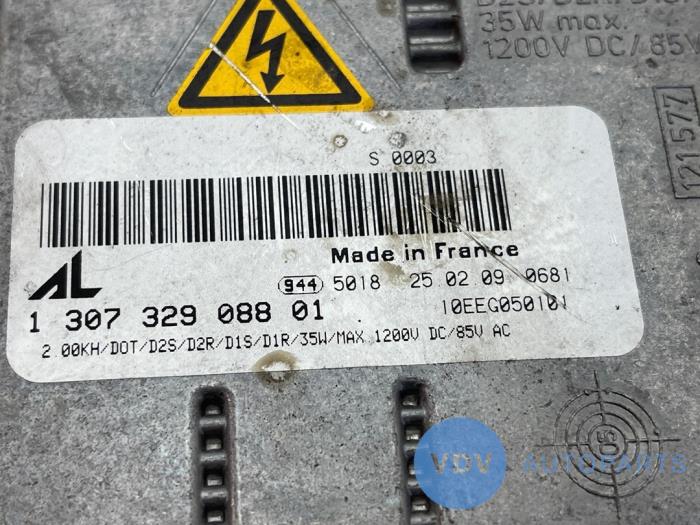 35W max.
1200V DC/85V
121577
S 0003
Made in France
AL
944 5018 25.02.09 0681
1 307 329 088 01
10EEG050101
2.00KH/DOT/D2S/D2R/D1S/D1R/35W/MAX 1200V DC/85V AC
VDV AUTOPARTS